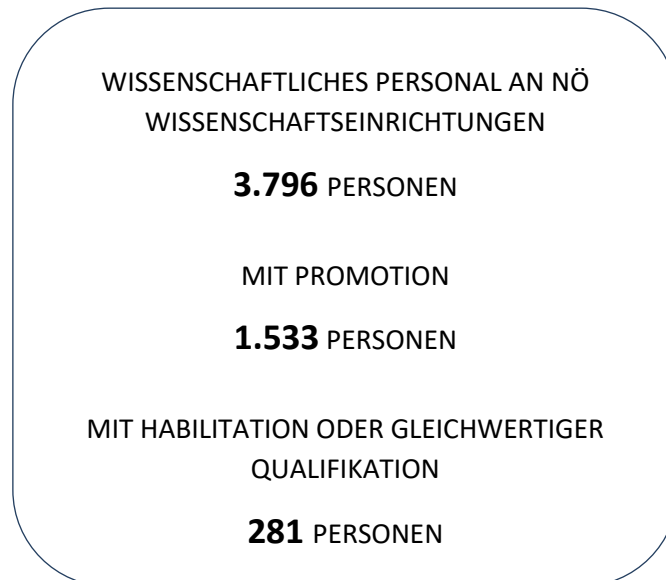 WISSENSCHAFTLICHES PERSONAL AN NÖ
WISSENSCHAFTSEINRICHTUNGEN
3.796 PERSONEN
MIT PROMOTION
1.533 PERSONEN
MIT HABILITATION ODER GLEICHWERTIGER
QUALIFIKATION
281 PERSONEN